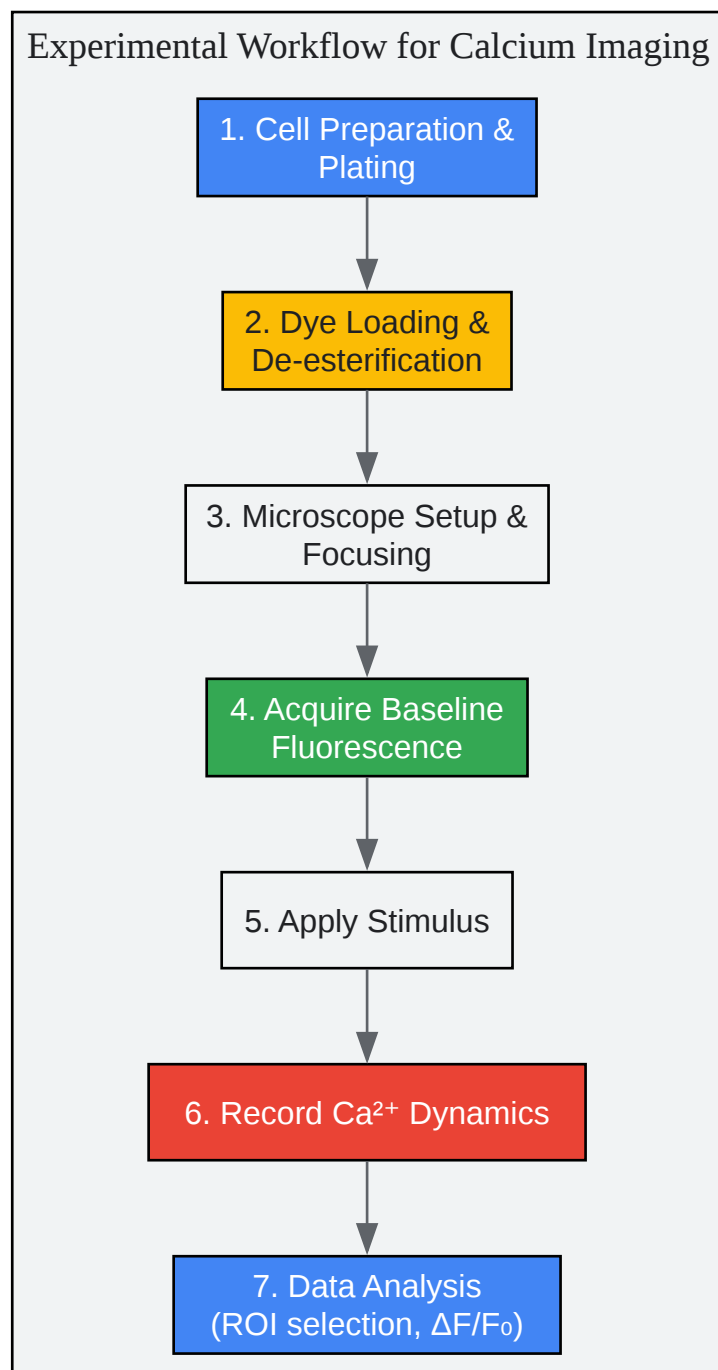 Experimental Workflow for Calcium Imaging
1. Cell Preparation &
Plating
2. Dye Loading &
De-esterification
3. Microscope Setup &
Focusing
4. Acquire Baseline
Fluorescence
5. Apply Stimulus
6. Record Ca²⁺ Dynamics
7. Data Analysis
(ROI selection, ΔF/F₀)